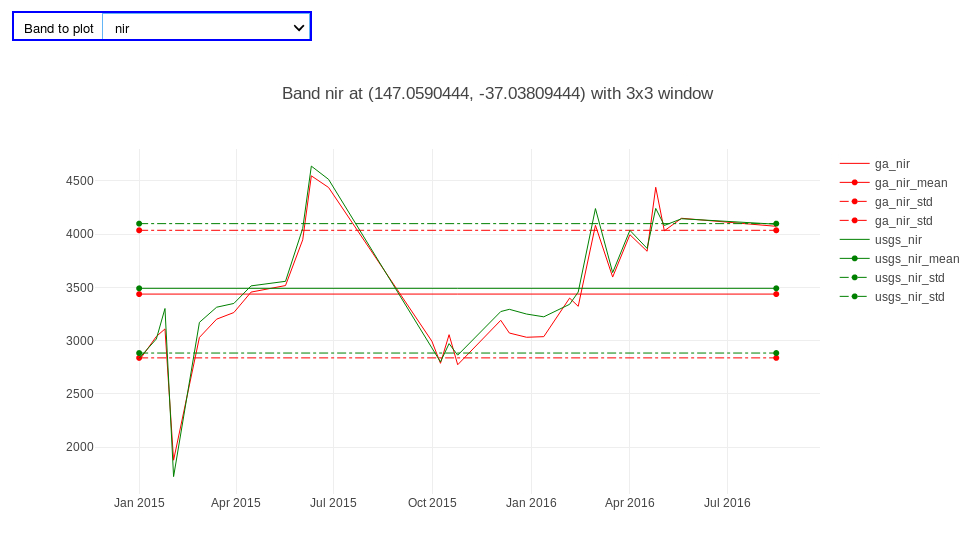 Band to plot nir
Band nir at (147.0590444, -37.03809444) with 3x3 window
4500
4000
3500
3000
2500
2000
Jan 2015 Apr 2015 Jul 2015 Oct 2015 Jan 2016 Apr 2016 Jul 2016
ga_nir
ga_nir_mean
ga_nir_std
ga_nir_std
usgs_nir
usgs_nir_mean
usgs_nir_std
usgs_nir_std